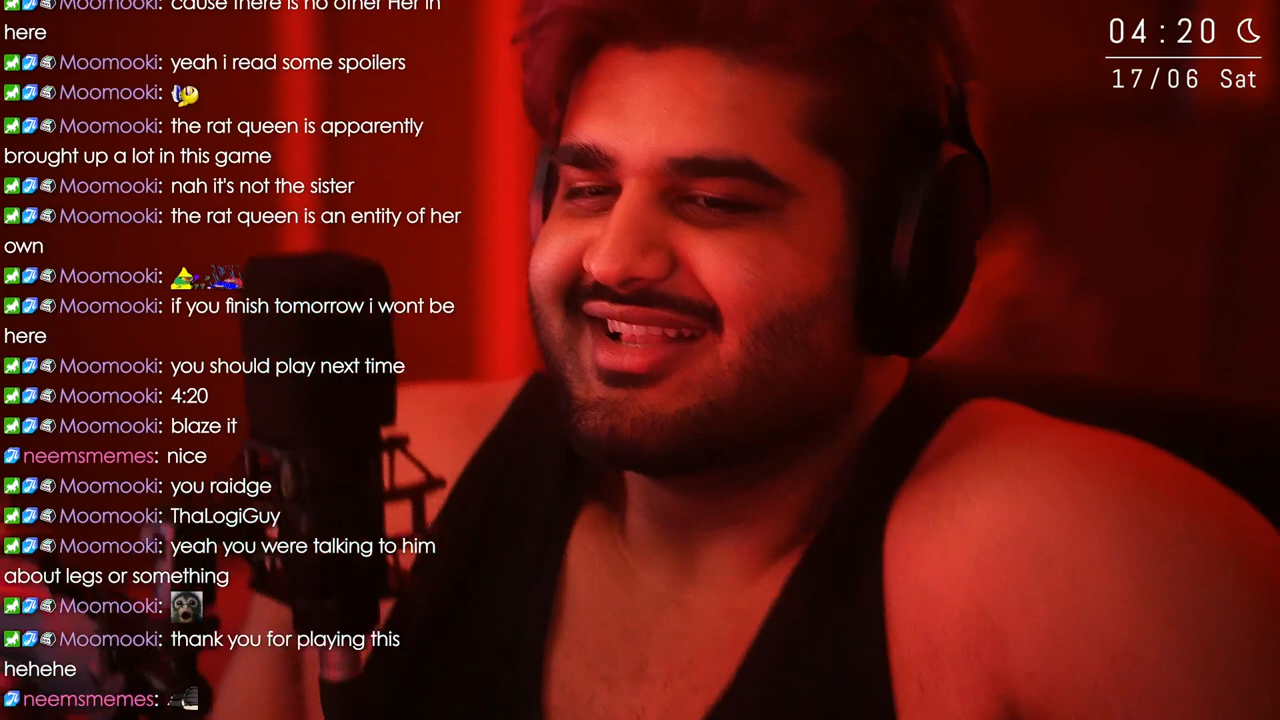 Moomooki: cause there is no other Her in
here
Moomooki: yeah i read some spoilers
Moomooki:
Moomooki: the rat queen is apparently
brought up a lot in this game
Moomooki: nah it's not the sister
Moomooki: the rat queen is an entity of her
own
Moomooki:
Moomooki: if you finish tomorrow i wont be
here
Moomooki: you should play next time
Moomooki: 4:20
Moomooki: blaze it
neemsmemes: nice
Moomooki: you raidge
Moomooki: ThaLogiGuy
Moomooki: yeah you were talking to him
about legs or something
Moomooki:
Moomooki: thank you for playing this
hehehe
neemsmemes:
04:20
17/06 Sat